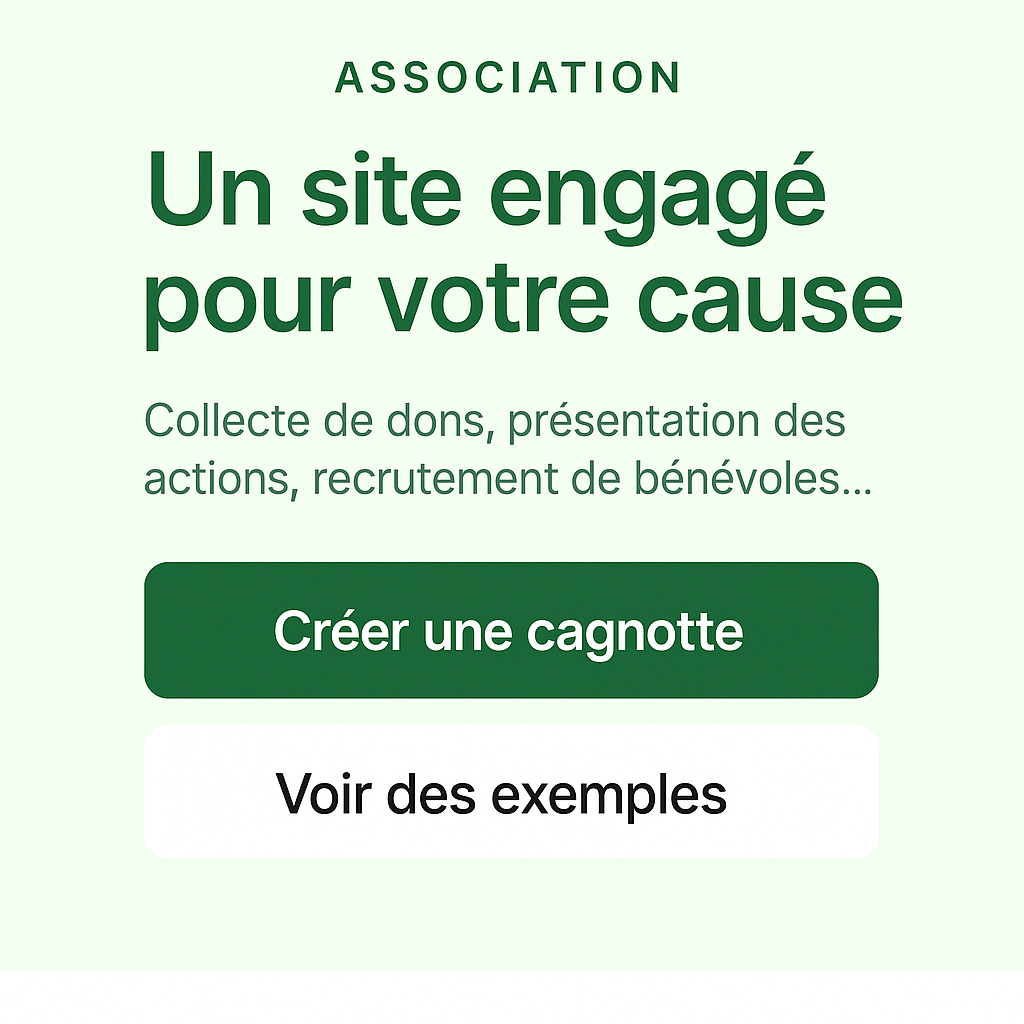 ASSOCIATION
Un site engagé
pour votre cause
Collecte de dons, présentation des
actions, recrutement de bénévoles...
Créer une cagnotte
Voir des exemples